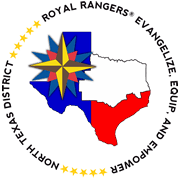 ROYAL RANGERS® EVANGELIZE, EQUIP, AND EMPOWER
NORTH TEXAS DISTRICT